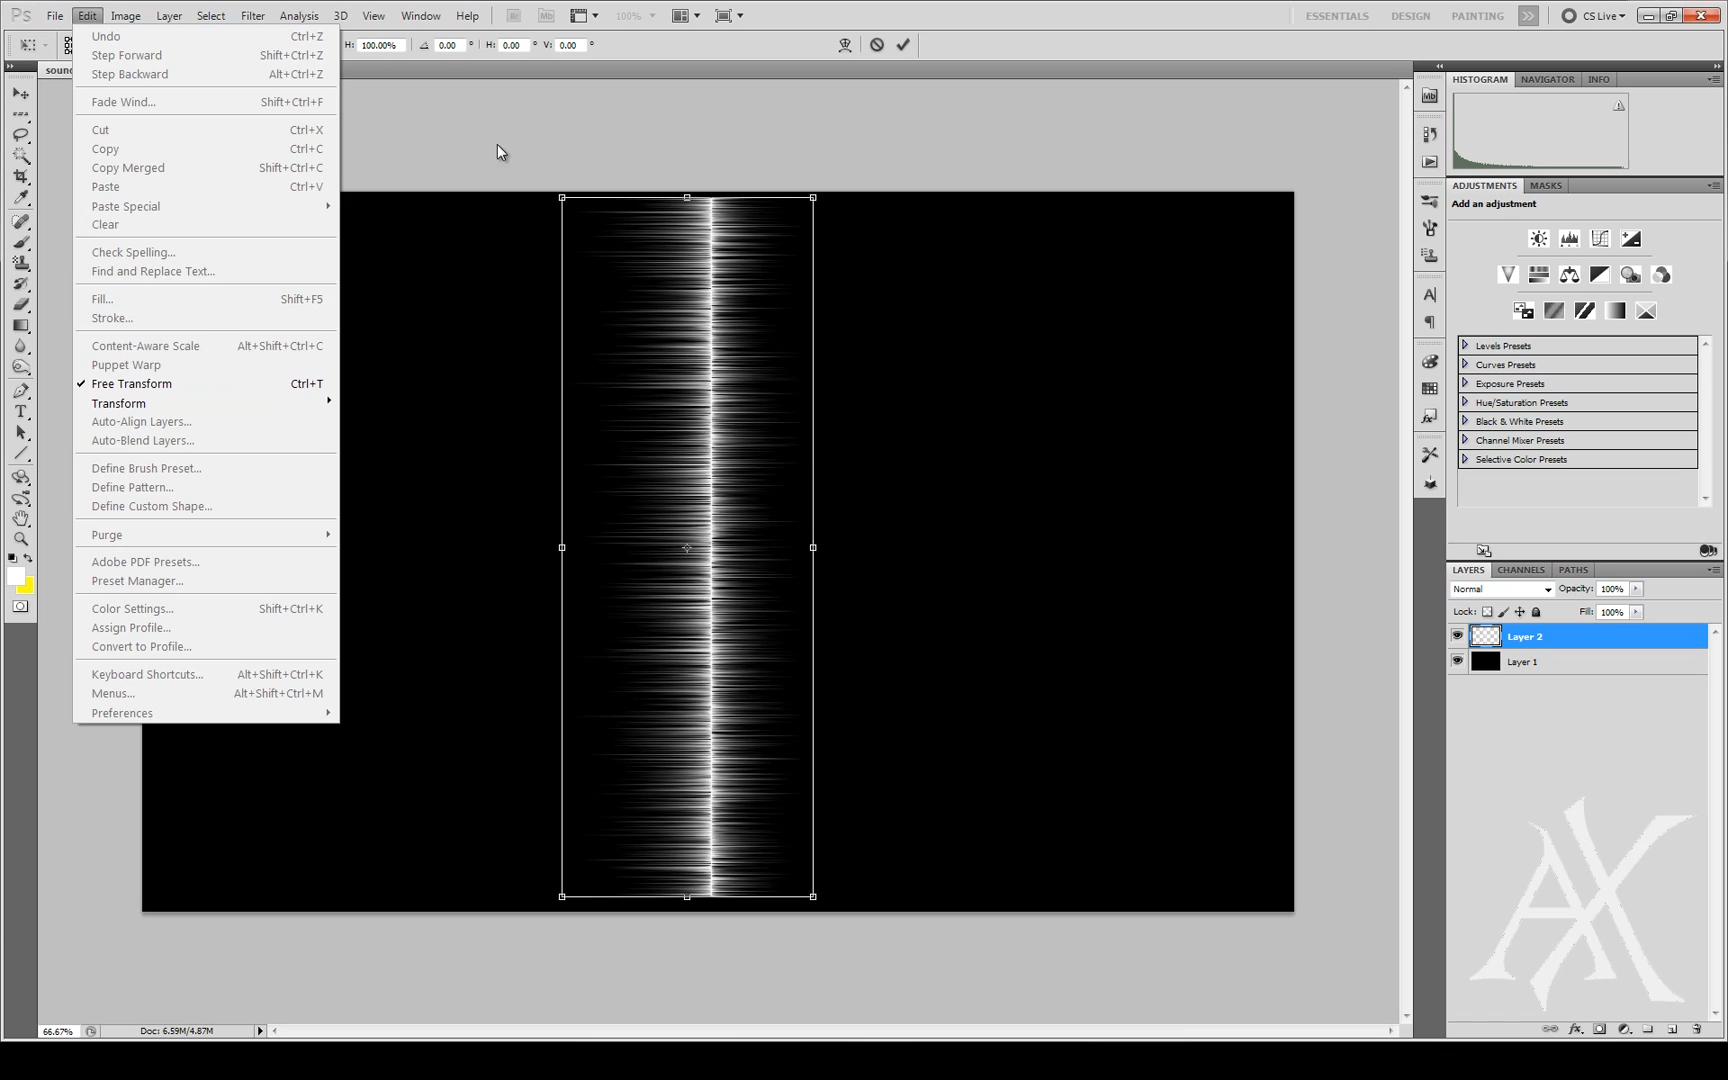 Ps File Edit Image Layer Select Filter Analysis 3D View Window Help Br Mb 100% ESSENTIALS DESIGN PAINTING >> CS Live
H: 100.00% 0.00 ° H: 0.00 ° V: 0.00 °
soun
Undo Ctrl+Z
Step Forward Shift+Ctrl+Z
Step Backward Alt+Ctrl+Z
Fade Wind... Shift+Ctrl+F
Cut Ctrl+X
Copy Ctrl+C
Copy Merged Shift+Ctrl+C
Paste Ctrl+V
Paste Special
Clear
Check Spelling...
Find and Replace Text...
Fill... Shift+F5
Stroke...
Content-Aware Scale Alt+Shift+Ctrl+C
Puppet Warp
Free Transform Ctrl+T
Transform
Auto-Align Layers...
Auto-Blend Layers...
Define Brush Preset...
Define Pattern...
Define Custom Shape...
Purge
Adobe PDF Presets...
Preset Manager...
Color Settings... Shift+Ctrl+K
Assign Profile...
Convert to Profile...
Keyboard Shortcuts... Alt+Shift+Ctrl+K
Menus... Alt+Shift+Ctrl+M
Preferences
HISTOGRAM NAVIGATOR INFO
Mb
ADJUSTMENTS MASKS
Add an adjustment
Levels Presets
Curves Presets
Exposure Presets
Hue/Saturation Presets
Black & White Presets
Channel Mixer Presets
Selective Color Presets
LAYERS CHANNELS PATHS
Normal Opacity: 100%
Lock: Fill: 100%
Layer 2
Layer 1
AX
66.67% Doc: 6.59M/4.87M